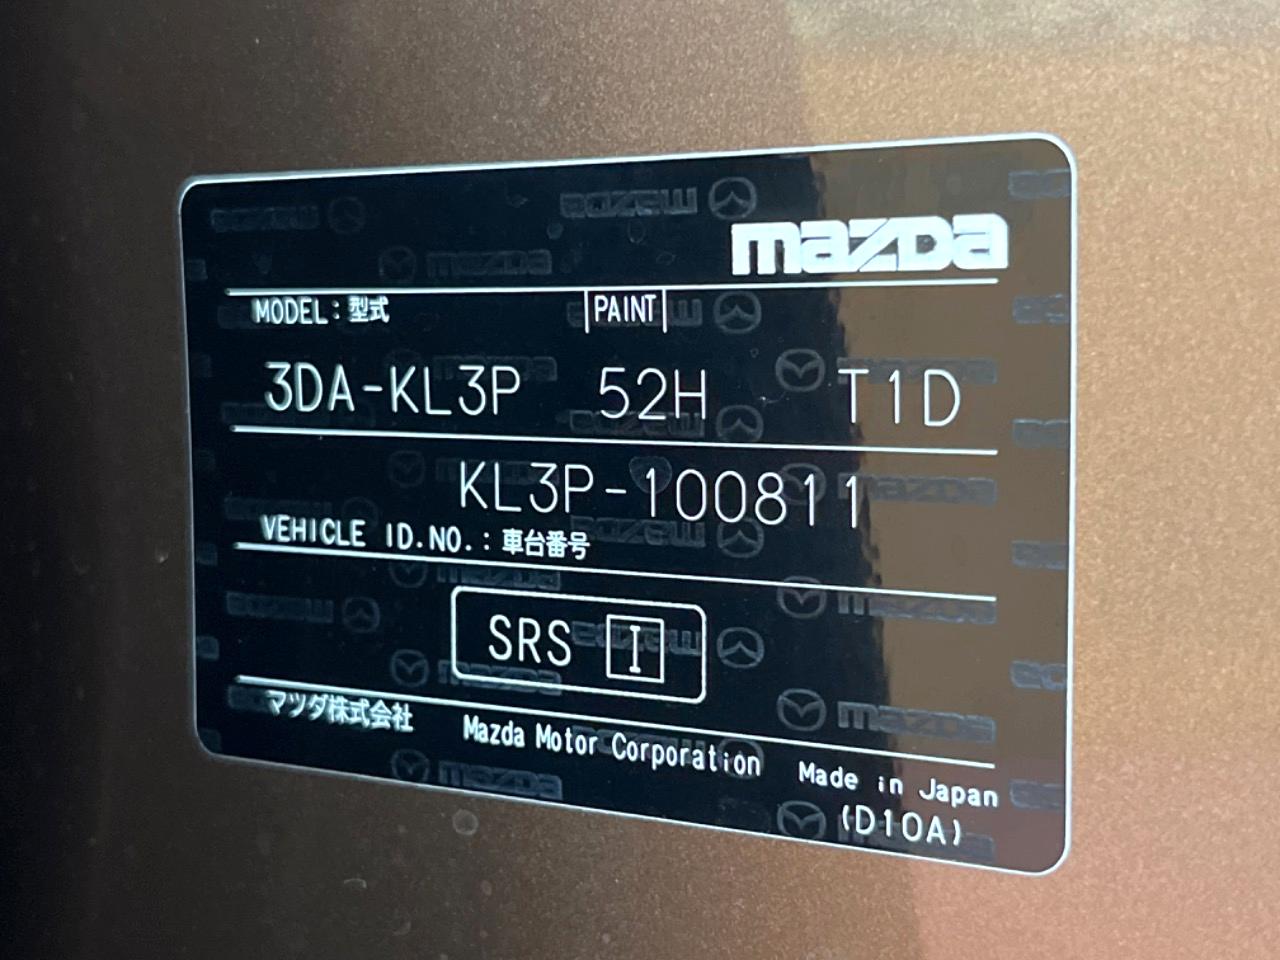 mazda
MODEL:型式 PAINT
3DA-KL3P 52H T1D
KL3P-100811
VEHICLE ID.NO.:車台番号
SRS I
マツダ株式会社 Mazda Motor Corporation Made in Japan
(D10A)